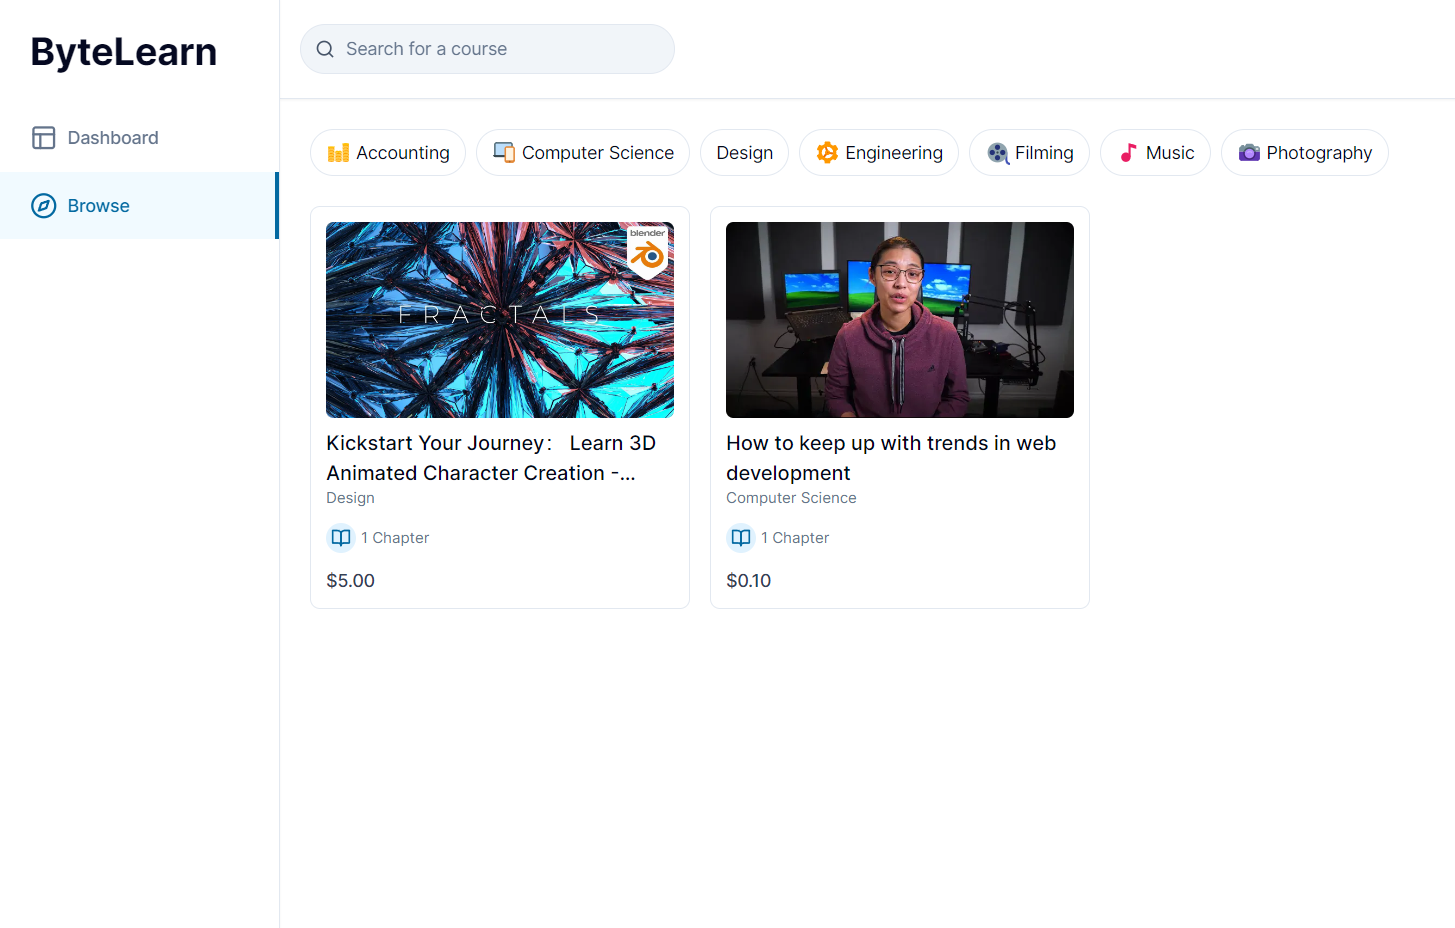 ByteLearn
Search for a course
Dashboard
Browse
Accounting
Computer Science
Design
Engineering
Filming
Music
Photography
blender
FRACTALS
Kickstart Your Journey： Learn 3D
Animated Character Creation -...
Design
1 Chapter
$5.00
How to keep up with trends in web
development
Computer Science
1 Chapter
$0.10